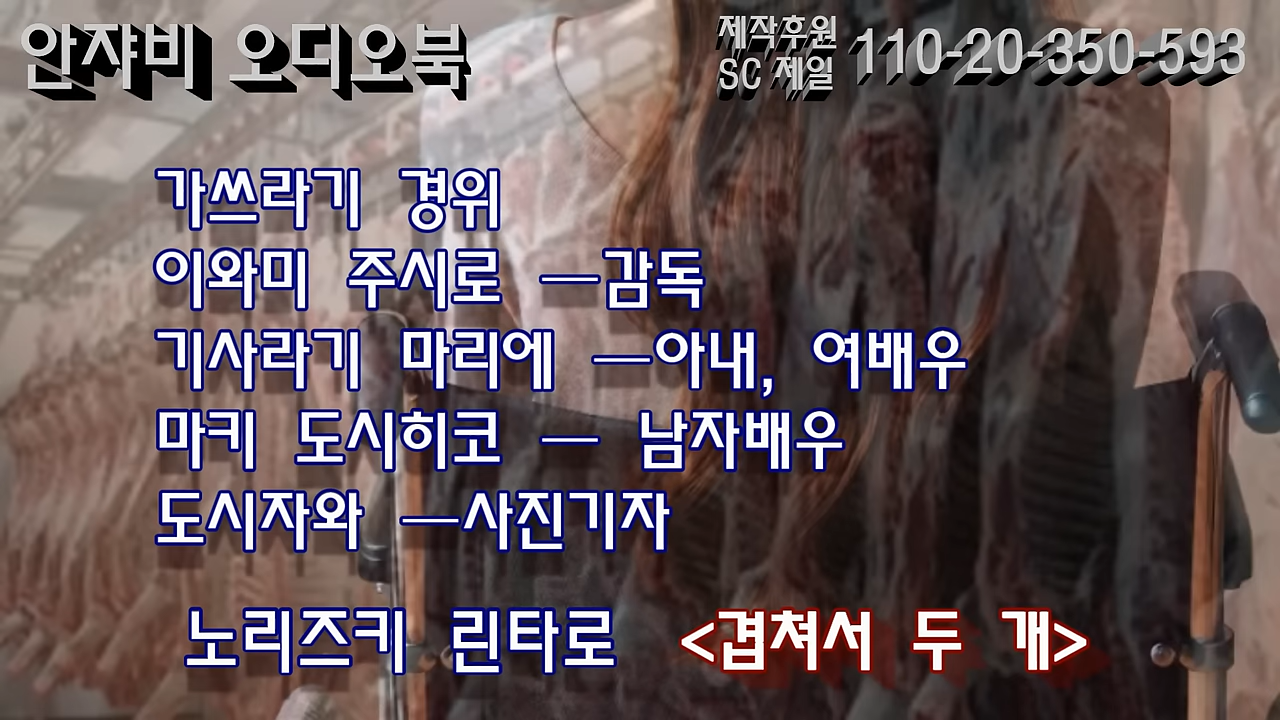 안쟈비 오디오북
제작후원
SC 제일
110-20-350-593
가쓰라기 경위
이와미 주시로 —감독
기사라기 마리에 —아내, 여배우
마키 도시히코 — 남자배우
도시자와 —사진기자
노리즈키 린타로 <겹쳐서 두 개>